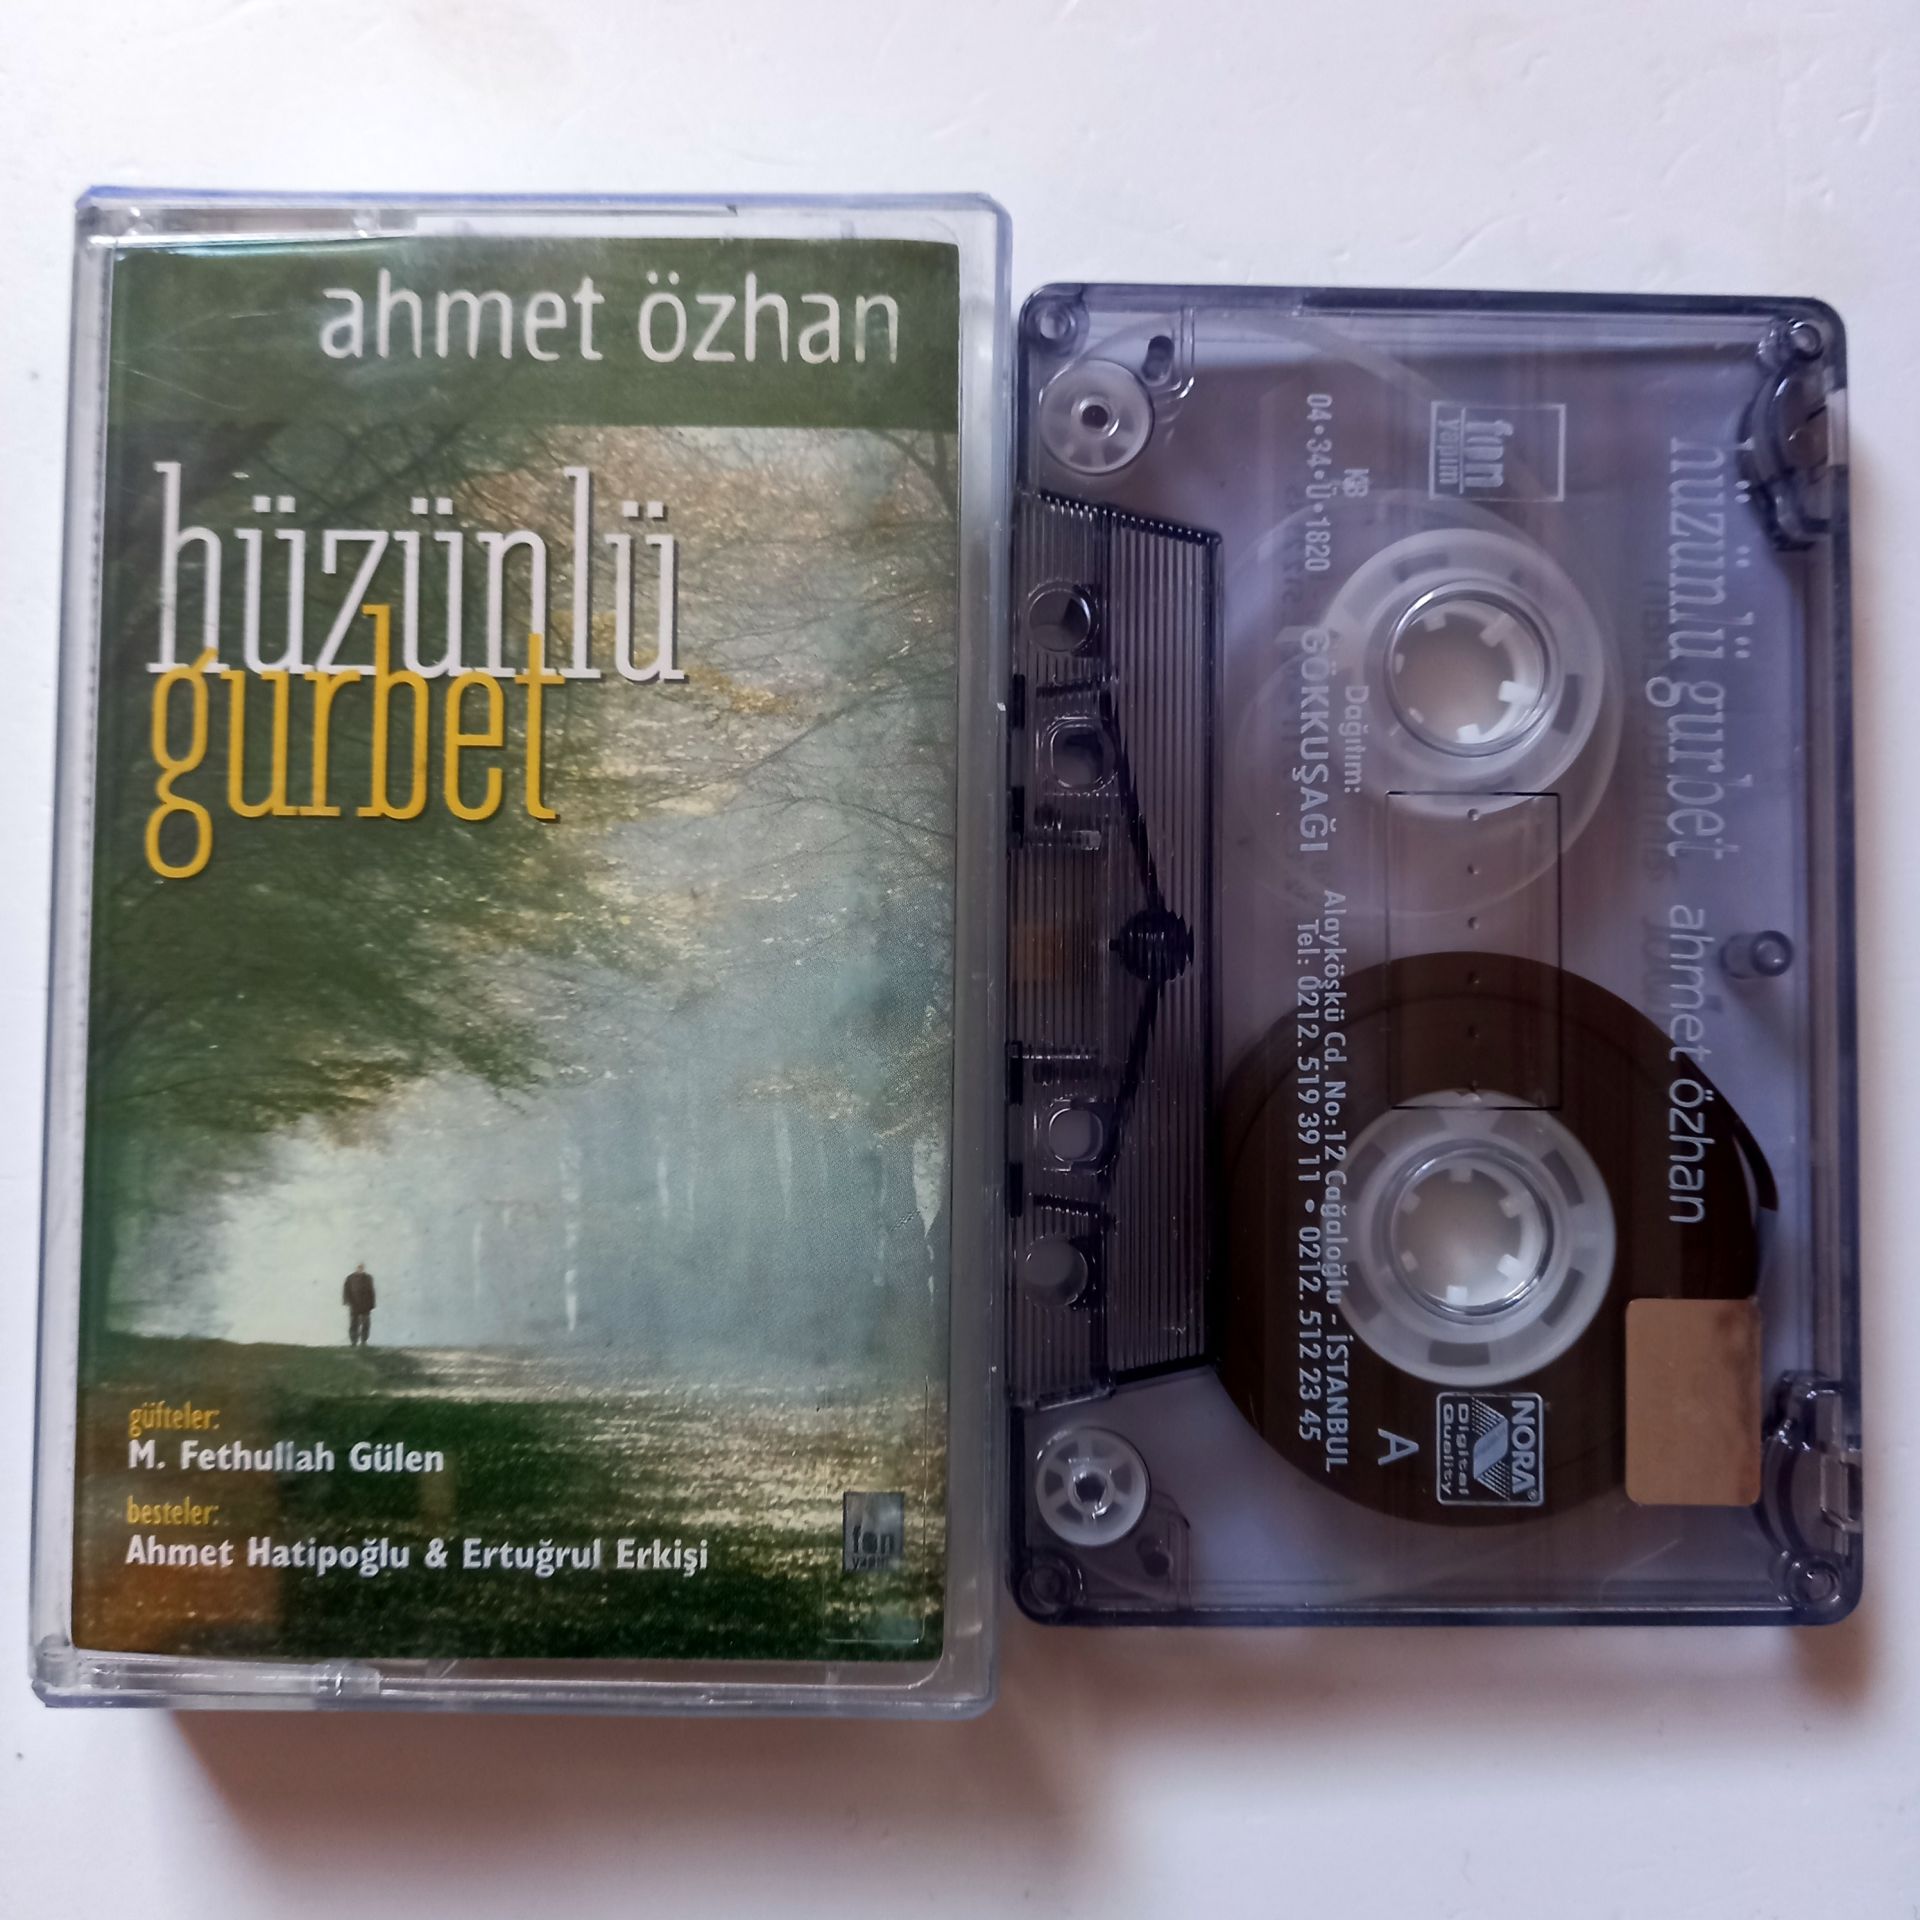 ahmet özhan
hüzünlü
gurbet
güfteler:
M. Fethullah Gülen
besteler:
Ahmet Hatipoğlu & Ertuğrul Erkişi
fon
yapım
hüzünlü gurbet ahmet özhan
fon
yapım
NORA®
Digital
Quality
A
KB
04•34•Ü•1820
Dağıtım:
GÖKKUŞAĞI
Alayköşkü Cd. No:12 Cağaloğlu - İSTANBUL
Tel: 0212. 519 39 11 • 0212. 512 23 45